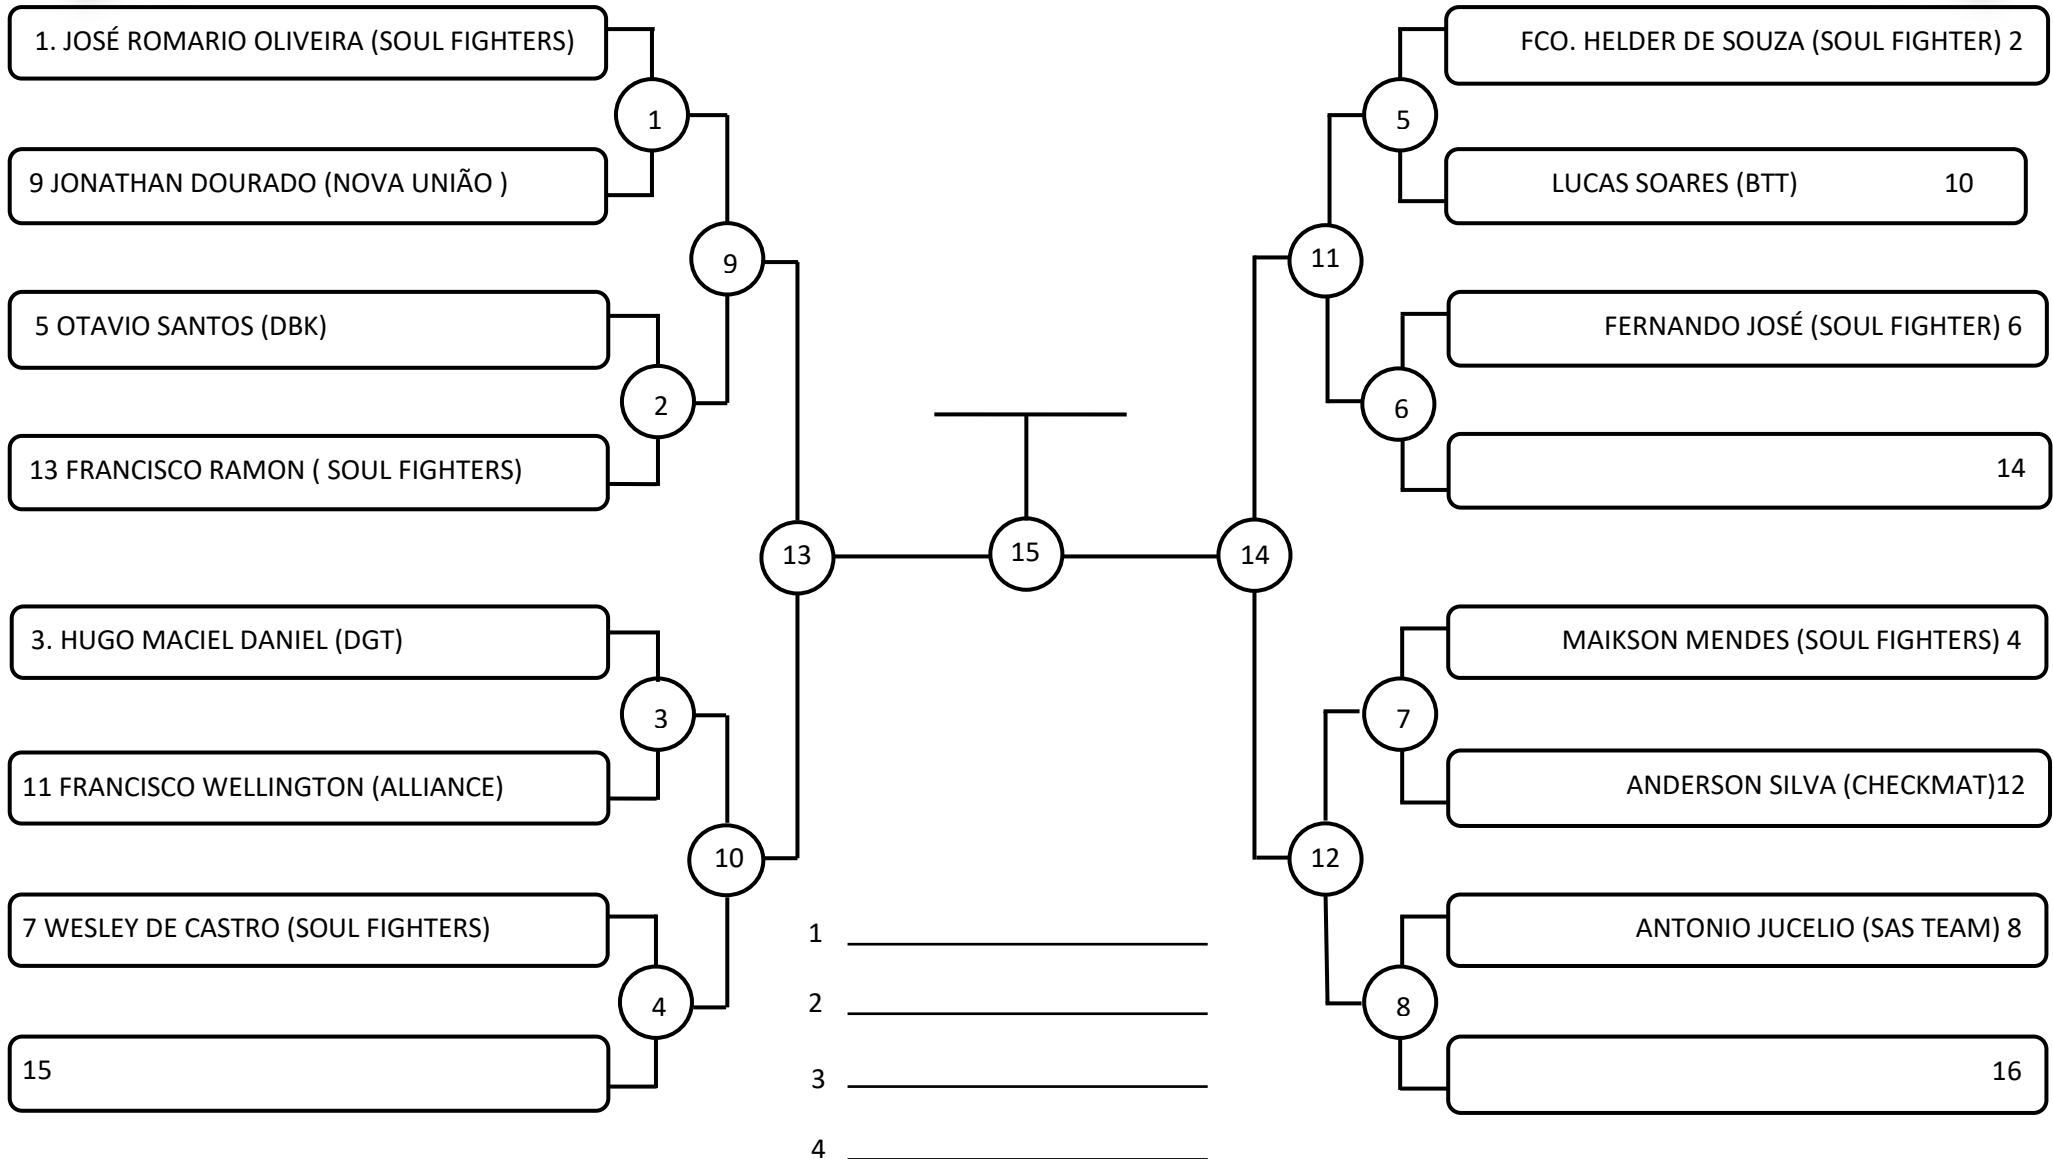 1. JOSÉ ROMARIO OLIVEIRA (SOUL FIGHTERS)
1
9 JONATHAN DOURADO (NOVA UNIÃO )
9
5 OTAVIO SANTOS (DBK)
2
13 FRANCISCO RAMON ( SOUL FIGHTERS)
13
3. HUGO MACIEL DANIEL (DGT)
3
11 FRANCISCO WELLINGTON (ALLIANCE)
10
7 WESLEY DE CASTRO (SOUL FIGHTERS)
4
15
15
FCO. HELDER DE SOUZA (SOUL FIGHTER) 2
5
LUCAS SOARES (BTT) 10
11
FERNANDO JOSÉ (SOUL FIGHTER) 6
6
14
14
MAIKSON MENDES (SOUL FIGHTERS) 4
7
ANDERSON SILVA (CHECKMAT)12
12
ANTONIO JUCELIO (SAS TEAM) 8
8
16
1
2
3
4